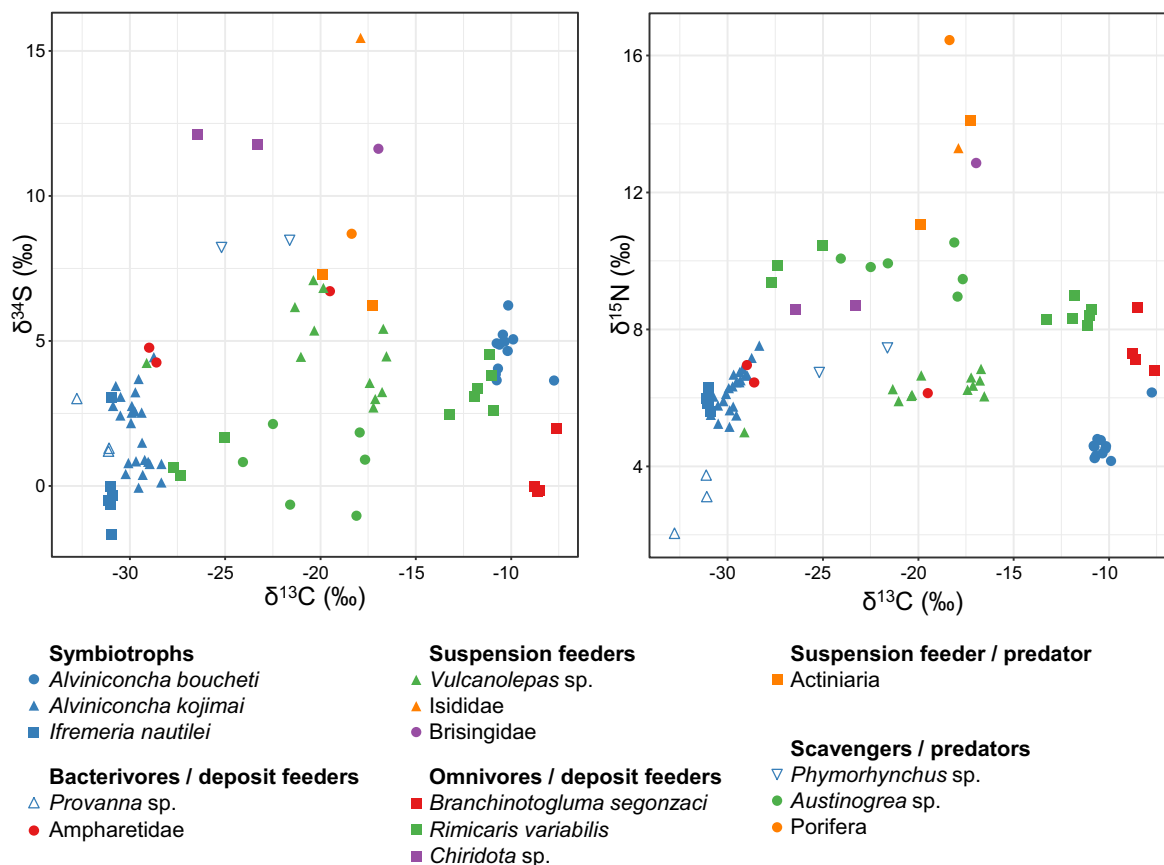 15
10
5
0
δ34S (‰)
-30
-25
-20
-15
-10
δ13C (‰)
16
12
8
4
δ15N (‰)
-30
-25
-20
-15
-10
δ13C (‰)
Symbiotrophs
Alviniconcha boucheti
Alviniconcha kojimai
Ifremeria nautilei
Bacterivores / deposit feeders
Provanna sp.
Ampharetidae
Suspension feeders
Vulcanolepas sp.
Isididae
Brisingidae
Omnivores / deposit feeders
Branchinotogluma segonzaci
Rimicaris variabilis
Chiridota sp.
Suspension feeder / predator
Actiniaria
Scavengers / predators
Phymorhynchus sp.
Austinogrea sp.
Porifera